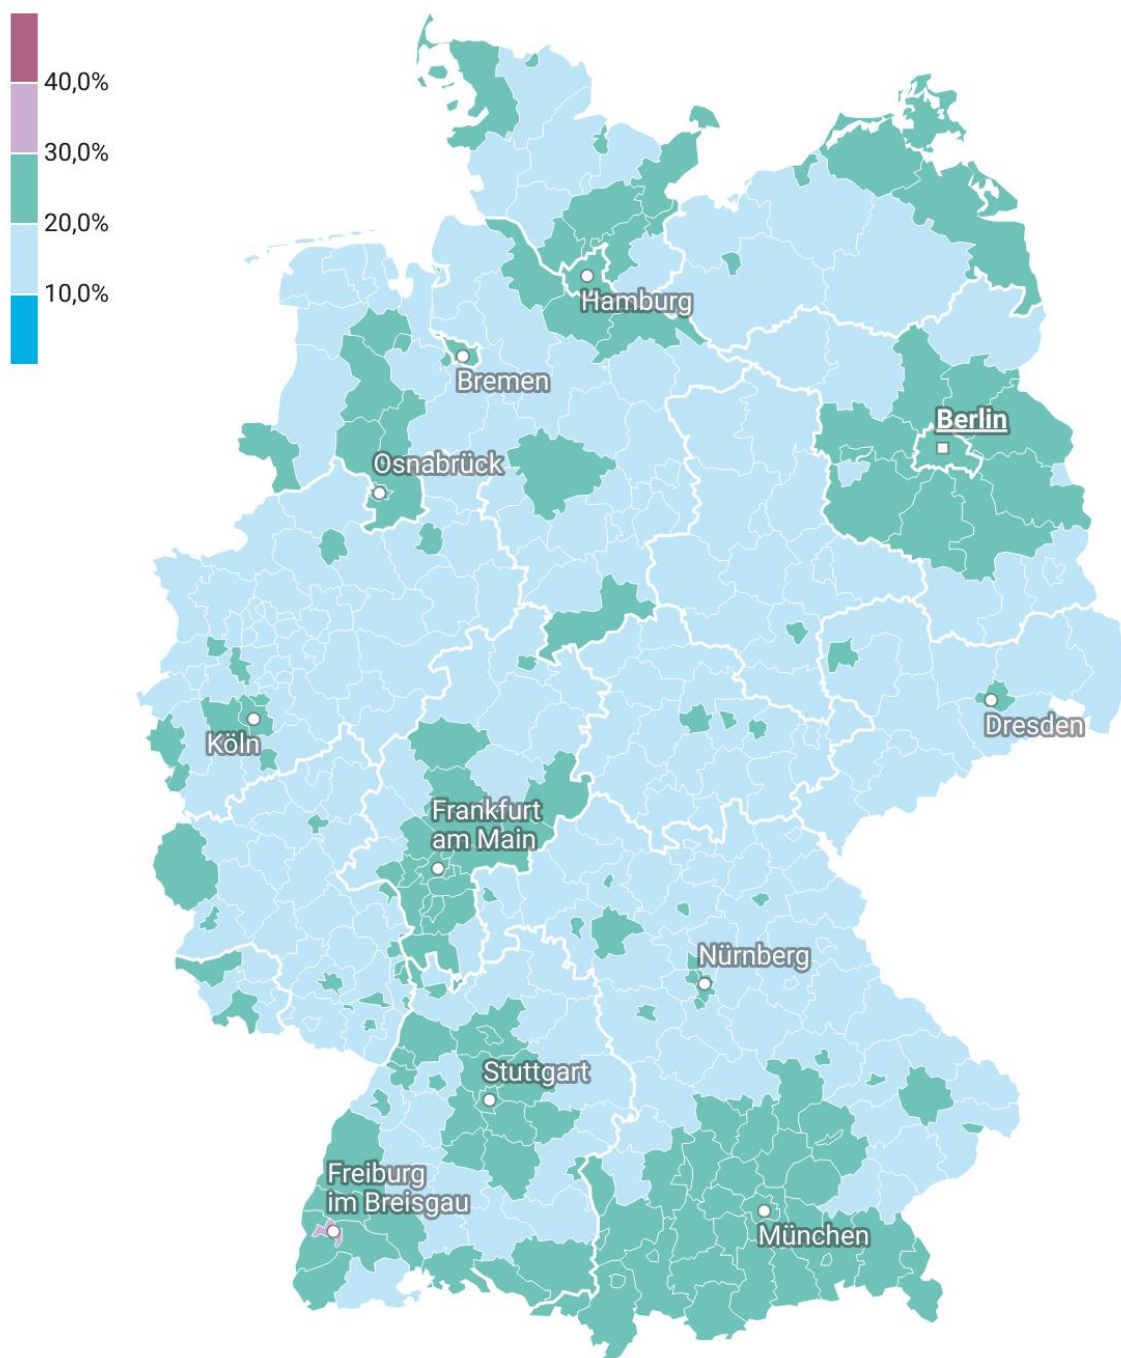 40,0%
30,0%
20,0%
10,0%
Hamburg
Bremen
Berlin
Osnabrück
Köln
Dresden
Frankfurt
am Main
Nürnberg
Stuttgart
Freiburg
im Breisgau
München